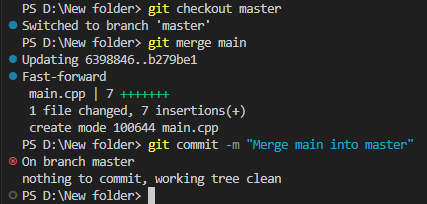 PS D:\New folder> git checkout master
Switched to branch 'master'
PS D:\New folder> git merge main
Updating 6398846..b279be1
Fast-forward
main.cpp | 7 +++++++
1 file changed, 7 insertions(+)
create mode 100644 main.cpp
PS D:\New folder> git commit -m "Merge main into master"
On branch master
nothing to commit, working tree clean
PS D:\New folder>